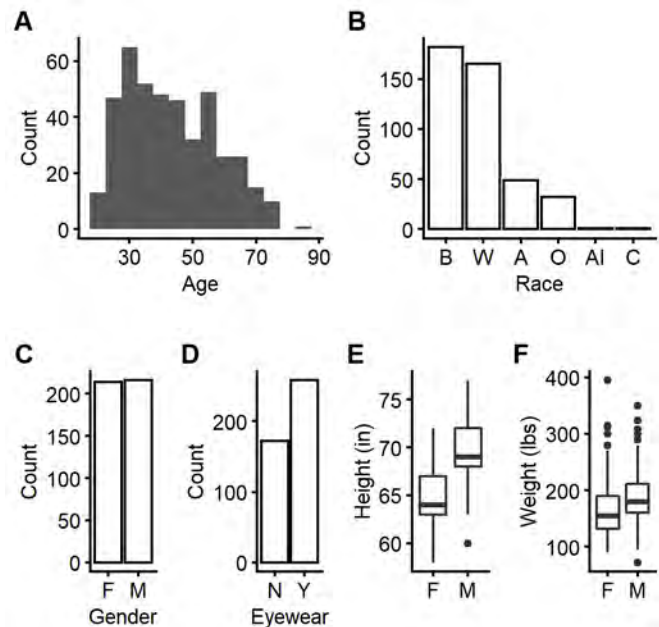 A
Count
60
40
20
0
30 50 70 90
Age
B
Count
150
100
50
0
B W A O AI C
Race
C
Count
200
150
100
50
0
F M
Gender
D
Count
200
100
0
N Y
Eyewear
E
Height (in)
75
70
65
60
F M
F
Weight (lbs)
400
300
200
100
F M